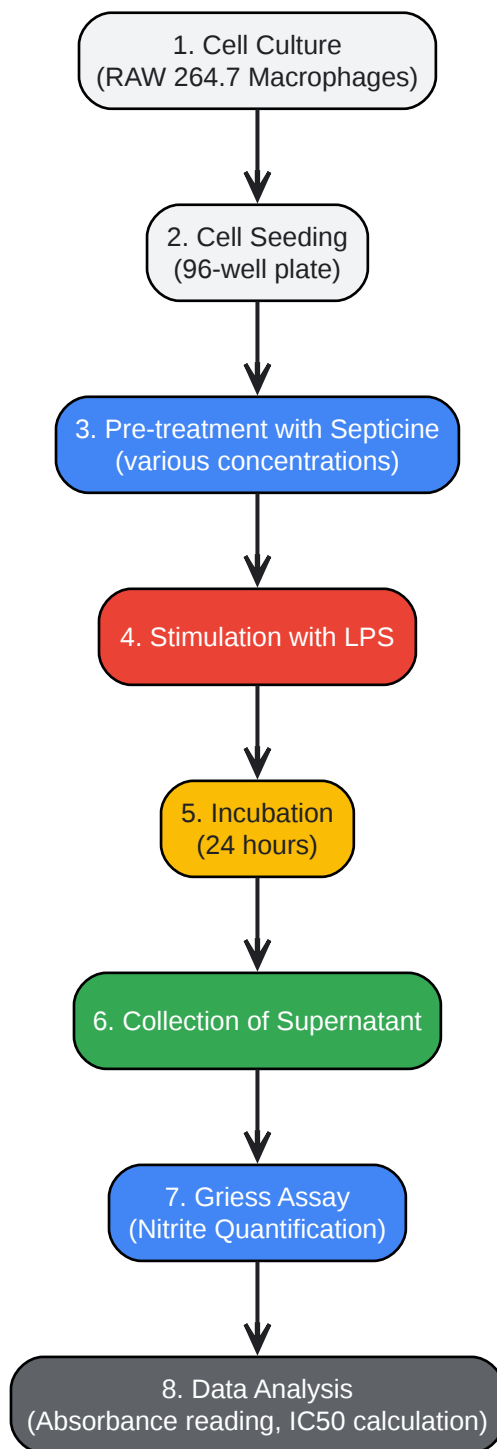 1. Cell Culture
(RAW 264.7 Macrophages)
2. Cell Seeding
(96-well plate)
3. Pre-treatment with Septicine
(various concentrations)
4. Stimulation with LPS
5. Incubation
(24 hours)
6. Collection of Supernatant
7. Griess Assay
(Nitrite Quantification)
8. Data Analysis
(Absorbance reading, IC50 calculation)